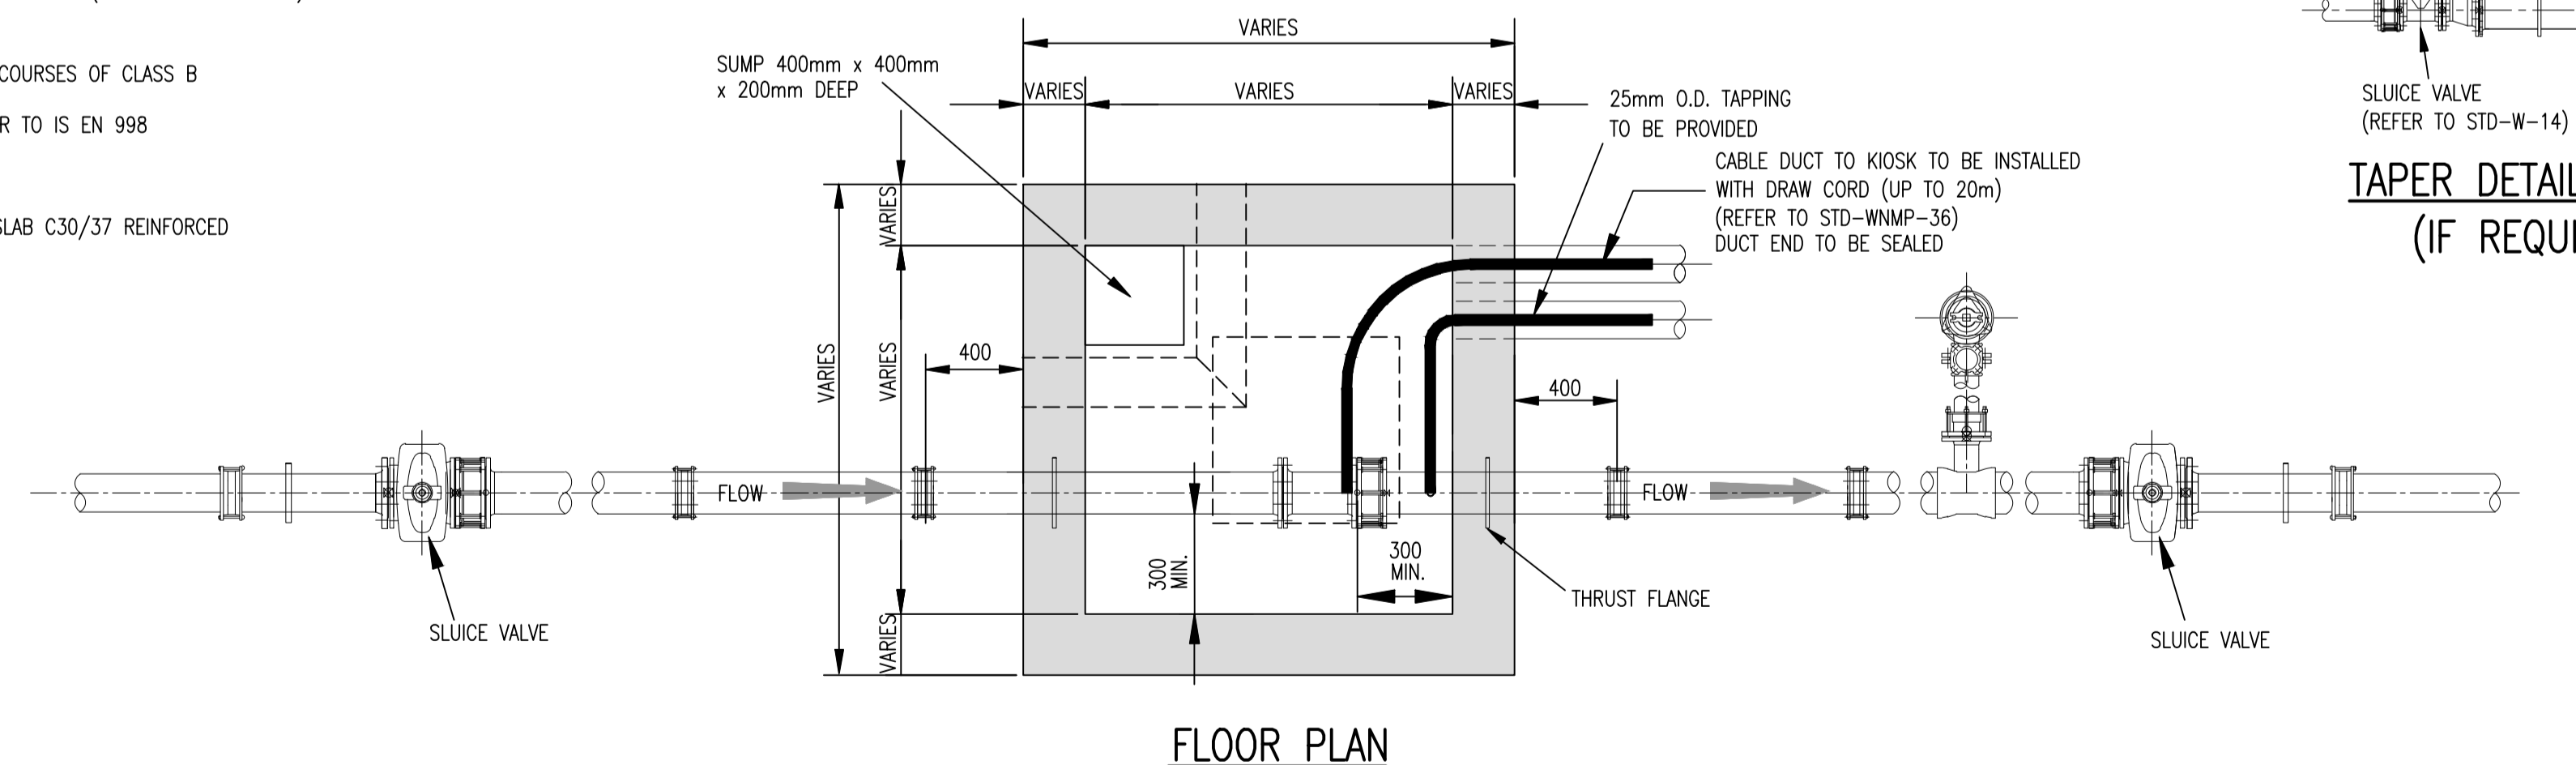 COURSES OF CLASS B
R TO IS EN 998
SLAB C30/37 REINFORCED
SUMP 400mm x 400mm
x 200mm DEEP
VARIES
VARIES
VARIES
VARIES
25mm O.D. TAPPING
TO BE PROVIDED
CABLE DUCT TO KIOSK TO BE INSTALLED
WITH DRAW CORD (UP TO 20m)
(REFER TO STD-WNMP-36)
DUCT END TO BE SEALED
SLUICE VALVE
(REFER TO STD-W-14)
TAPER DETAIL
(IF REQUI
VARIES
VARIES
VARIES
VARIES
400
400
FLOW
FLOW
300
MIN.
300
MIN.
THRUST FLANGE
SLUICE VALVE
SLUICE VALVE
FLOOR PLAN